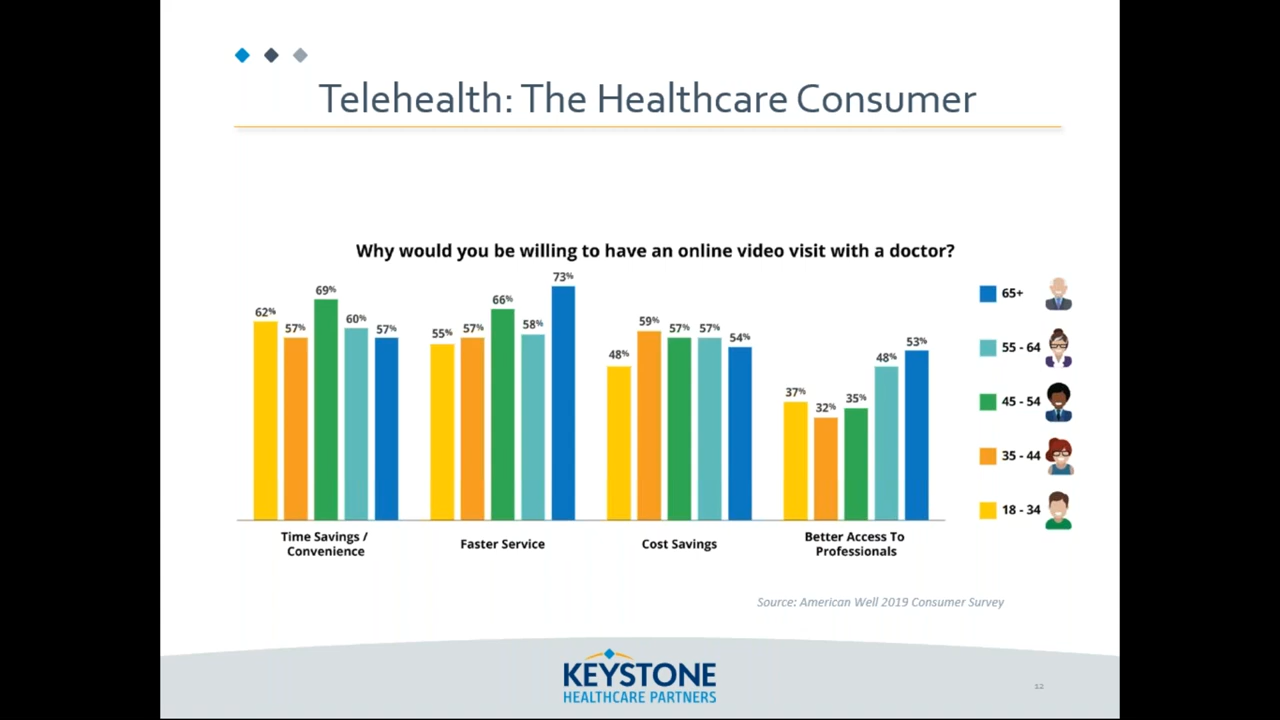 Telehealth: The Healthcare Consumer
Why would you be willing to have an online video visit with a doctor?
62%
57%
69%
60%
57%
55%
57%
66%
58%
73%
48%
59%
57%
57%
54%
37%
32%
35%
48%
53%
65+
55 - 64
45 - 54
35 - 44
18 - 34
Time Savings /
Convenience
Faster Service
Cost Savings
Better Access To
Professionals
Source: American Well 2019 Consumer Survey
KEYSTONE
HEALTHCARE PARTNERS
12